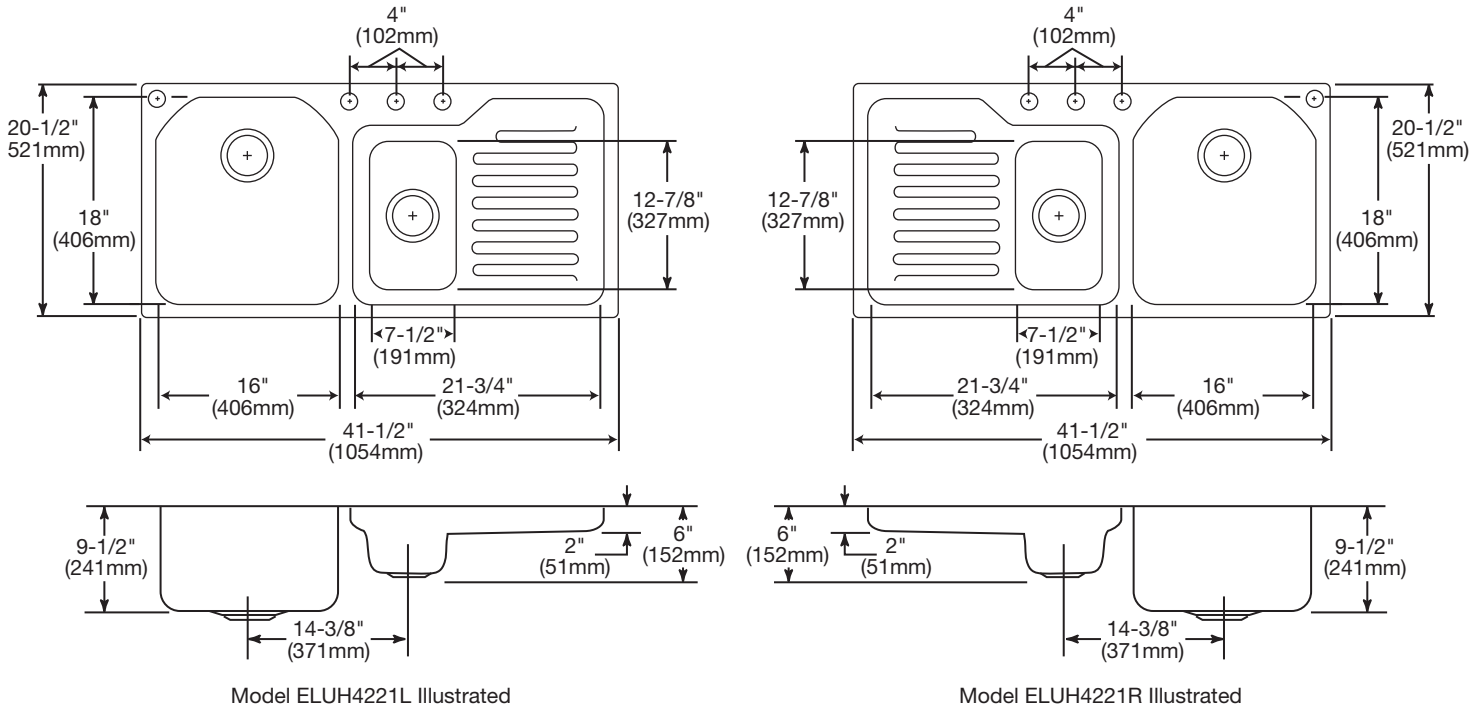 4"
(102mm)
20-1/2"
521mm)
18"
(406mm)
12-7/8"
(327mm)
7-1/2"
(191mm)
16"
(406mm)
21-3/4"
(324mm)
41-1/2"
(1054mm)
9-1/2"
(241mm)
2"
(51mm)
6"
(152mm)
14-3/8"
(371mm)
Model ELUH4221L Illustrated
4"
(102mm)
12-7/8"
(327mm)
20-1/2"
(521mm)
18"
(406mm)
7-1/2"
(191mm)
21-3/4"
(324mm)
16"
(406mm)
41-1/2"
(1054mm)
6"
(152mm)
2"
(51mm)
9-1/2"
(241mm)
14-3/8"
(371mm)
Model ELUH4221R Illustrated